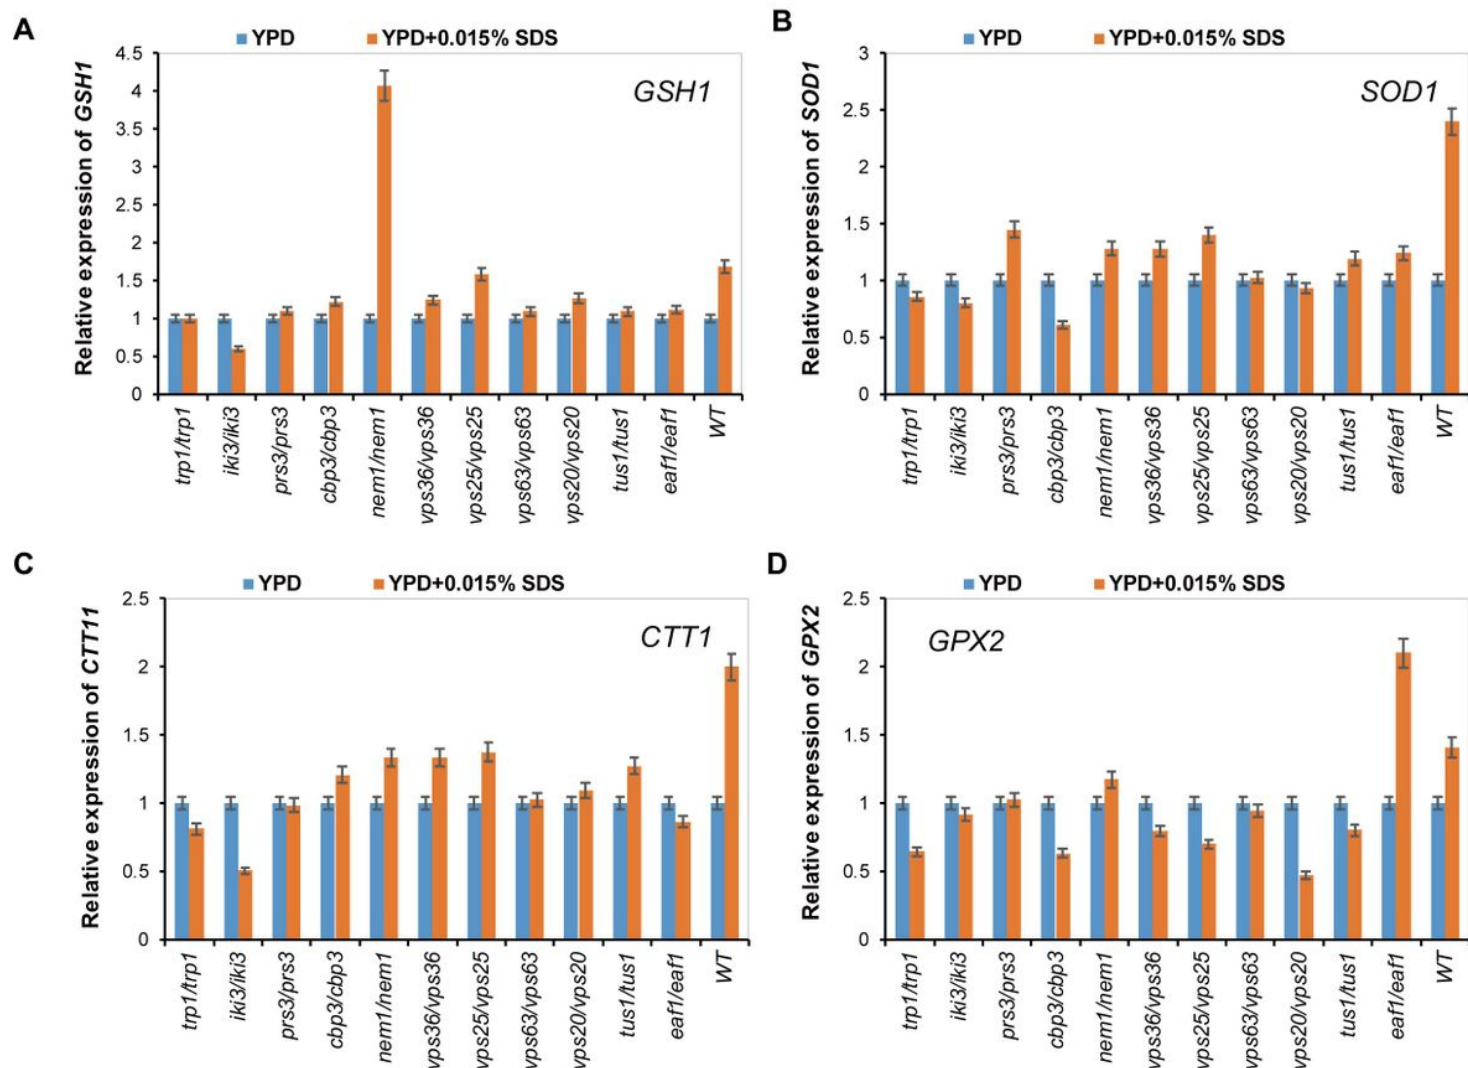 A
YPD YPD+0.015% SDS
Relative expression of GSH1
GSH1
4.5
4
3.5
3
2.5
2
1.5
1
0.5
0
trp1/trp1
iki3/iki3
prs3/prs3
cbp3/cbp3
nem1/nem1
vps36/vps36
vps25/vps25
vps63/vps63
vps20/vps20
tus1/tus1
eaf1/eaf1
WT
B
YPD YPD+0.015% SDS
Relative expression of SOD1
SOD1
3
2.5
2
1.5
1
0.5
0
trp1/trp1
iki3/iki3
prs3/prs3
cbp3/cbp3
nem1/nem1
vps36/vps36
vps25/vps25
vps63/vps63
vps20/vps20
tus1/tus1
eaf1/eaf1
WT
C
YPD YPD+0.015% SDS
Relative expression of CTT11
CTT1
2.5
2
1.5
1
0.5
0
trp1/trp1
iki3/iki3
prs3/prs3
cbp3/cbp3
nem1/nem1
vps36/vps36
vps25/vps25
vps63/vps63
vps20/vps20
tus1/tus1
eaf1/eaf1
WT
D
YPD YPD+0.015% SDS
Relative expression of GPX2
GPX2
2.5
2
1.5
1
0.5
0
trp1/trp1
iki3/iki3
prs3/prs3
cbp3/cbp3
nem1/nem1
vps36/vps36
vps25/vps25
vps63/vps63
vps20/vps20
tus1/tus1
eaf1/eaf1
WT